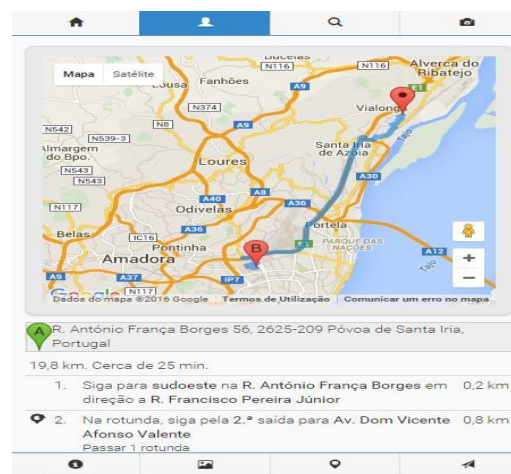 Bucelas
N116
N116
Alverca do
Ribatejo
Mapa
Satélite
Lousa
Fanhões
A9
E1
N374
Vialonga
N542
N8
A9
N539-3
Santa Iria
de Azóia
Tajo
Almargem
do Bpo.
Loures
N543
N543
A30
A8
A40
A36
N117
Odivelas
A36
Portela
Belas
IC16
E1
PARQUE DAS
NAÇÕES
Pontinha
B
A12
Amadora
Tajo
+
A9
A37
IP7
−
N117
Google
Dados do mapa ©2016 Google
Termos de Utilização
Comunicar um erro no mapa
A
R. António França Borges 56, 2625-209 Póvoa de Santa Iria,
Portugal
19,8 km. Cerca de 25 min.
1. Siga para sudoeste na R. António França Borges em 0,2 km
direção a R. Francisco Pereira Júnior
2. Na rotunda, siga pela 2.ª saída para Av. Dom Vicente 0,8 km
Afonso Valente
Passar 1 rotunda